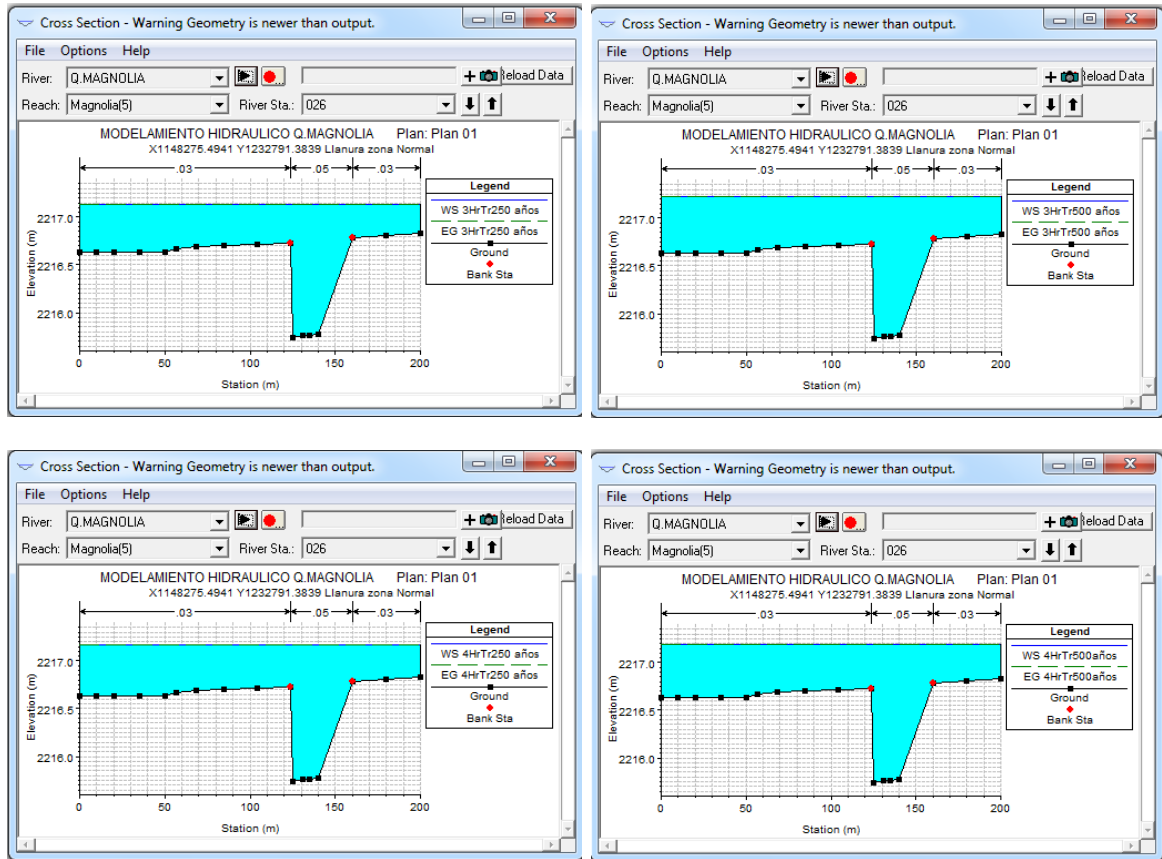 Cross Section - Warning Geometry is newer than output.
File Options Help
River: Q.MAGNOLIA Reload Data
Reach: Magnolia(5) River Sta.: 026
MODELAMIENTO HIDRAULICO Q.MAGNOLIA Plan: Plan 01
X1148275.4941 Y1232791.3839 Llanura zona Normal
.03 .05 .03
Legend
WS 3HrTr250 años
EG 3HrTr250 años
Ground
Bank Sta
2217.0
2216.5
2216.0
Elevation (m)
0 50 100 150 200
Station (m)
Cross Section - Warning Geometry is newer than output.
File Options Help
River: Q.MAGNOLIA Reload Data
Reach: Magnolia(5) River Sta.: 026
MODELAMIENTO HIDRAULICO Q.MAGNOLIA Plan: Plan 01
X1148275.4941 Y1232791.3839 Llanura zona Normal
.03 .05 .03
Legend
WS 3HrTr500 años
EG 3HrTr500 años
Ground
Bank Sta
2217.0
2216.5
2216.0
Elevation (m)
0 50 100 150 200
Station (m)
Cross Section - Warning Geometry is newer than output.
File Options Help
River: Q.MAGNOLIA Reload Data
Reach: Magnolia(5) River Sta.: 026
MODELAMIENTO HIDRAULICO Q.MAGNOLIA Plan: Plan 01
X1148275.4941 Y1232791.3839 Llanura zona Normal
.03 .05 .03
Legend
WS 4HrTr250 años
EG 4HrTr250 años
Ground
Bank Sta
2217.0
2216.5
2216.0
Elevation (m)
0 50 100 150 200
Station (m)
Cross Section - Warning Geometry is newer than output.
File Options Help
River: Q.MAGNOLIA Reload Data
Reach: Magnolia(5) River Sta.: 026
MODELAMIENTO HIDRAULICO Q.MAGNOLIA Plan: Plan 01
X1148275.4941 Y1232791.3839 Llanura zona Normal
.03 .05 .03
Legend
WS 4HrTr500años
EG 4HrTr500años
Ground
Bank Sta
2217.0
2216.5
2216.0
Elevation (m)
0 50 100 150 200
Station (m)